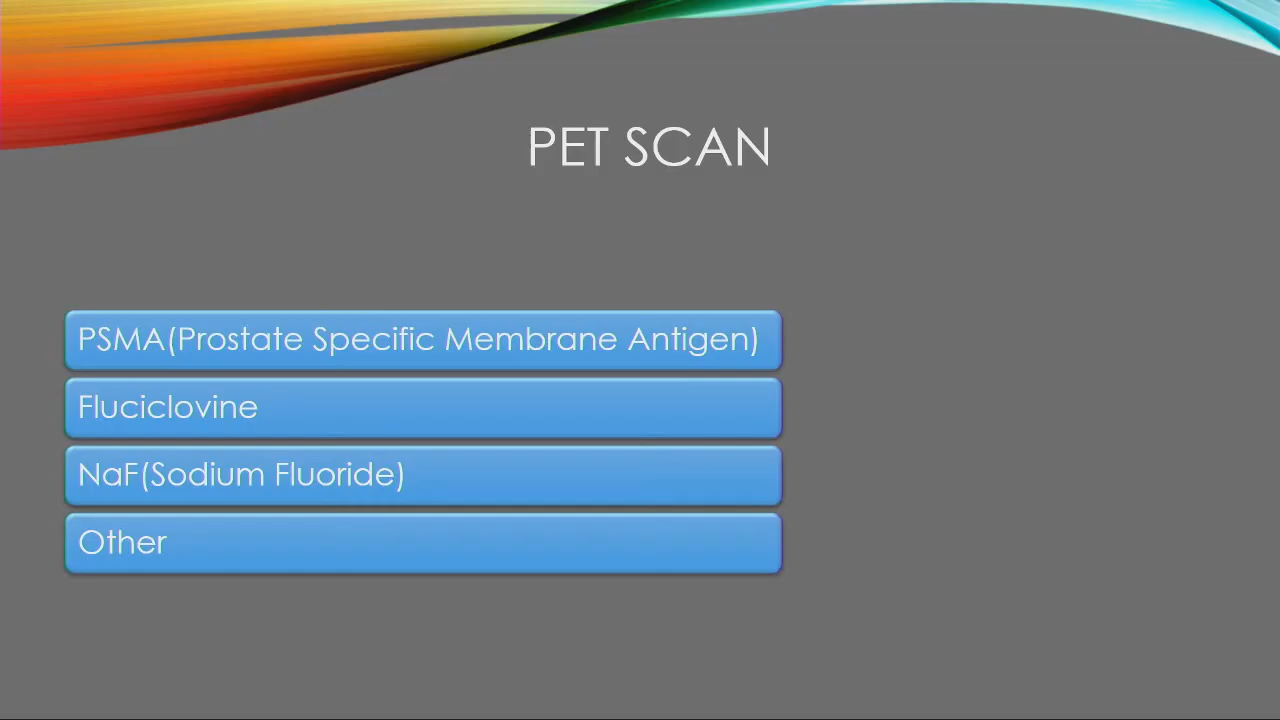 PET SCAN
PSMA(Prostate Specific Membrane Antigen)
Fluciclovine
NaF(Sodium Fluoride)
Other